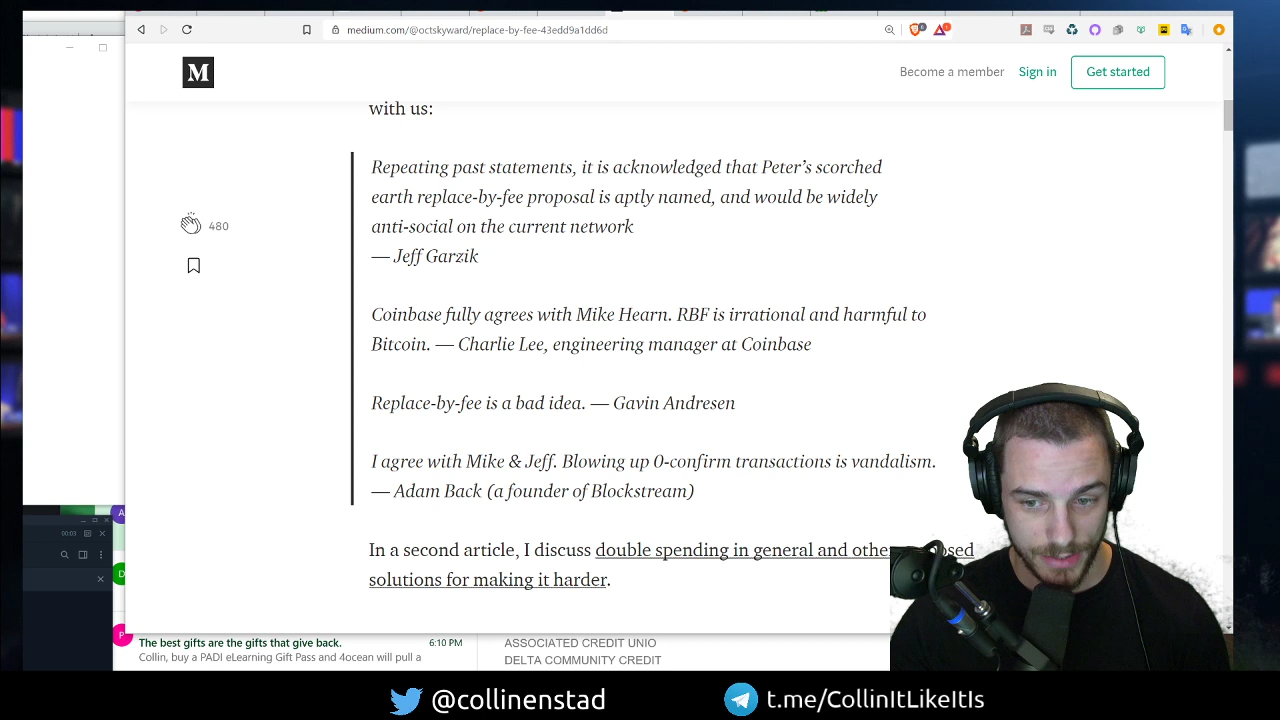 medium.com/@octskyward/replace-by-fee-43edd9a1dd6d
M
Become a member
Sign in
Get started
with us:
Repeating past statements, it is acknowledged that Peter’s scorched
earth replace-by-fee proposal is aptly named, and would be widely
anti-social on the current network
— Jeff Garzik
480
Coinbase fully agrees with Mike Hearn. RBF is irrational and harmful to
Bitcoin. — Charlie Lee, engineering manager at Coinbase
Replace-by-fee is a bad idea. — Gavin Andresen
I agree with Mike & Jeff. Blowing up 0-confirm transactions is vandalism.
— Adam Back (a founder of Blockstream)
In a second article, I discuss double spending in general and other
solutions for making it harder.
00:03
A
D
P
The best gifts are the gifts that give back.
6:10 PM
Collin, buy a PADI eLearning Gift Pass and 4ocean will pull a
ASSOCIATED CREDIT UNIO
DELTA COMMUNITY CREDIT
@collinenstad
t.me/CollinItLikeItIs